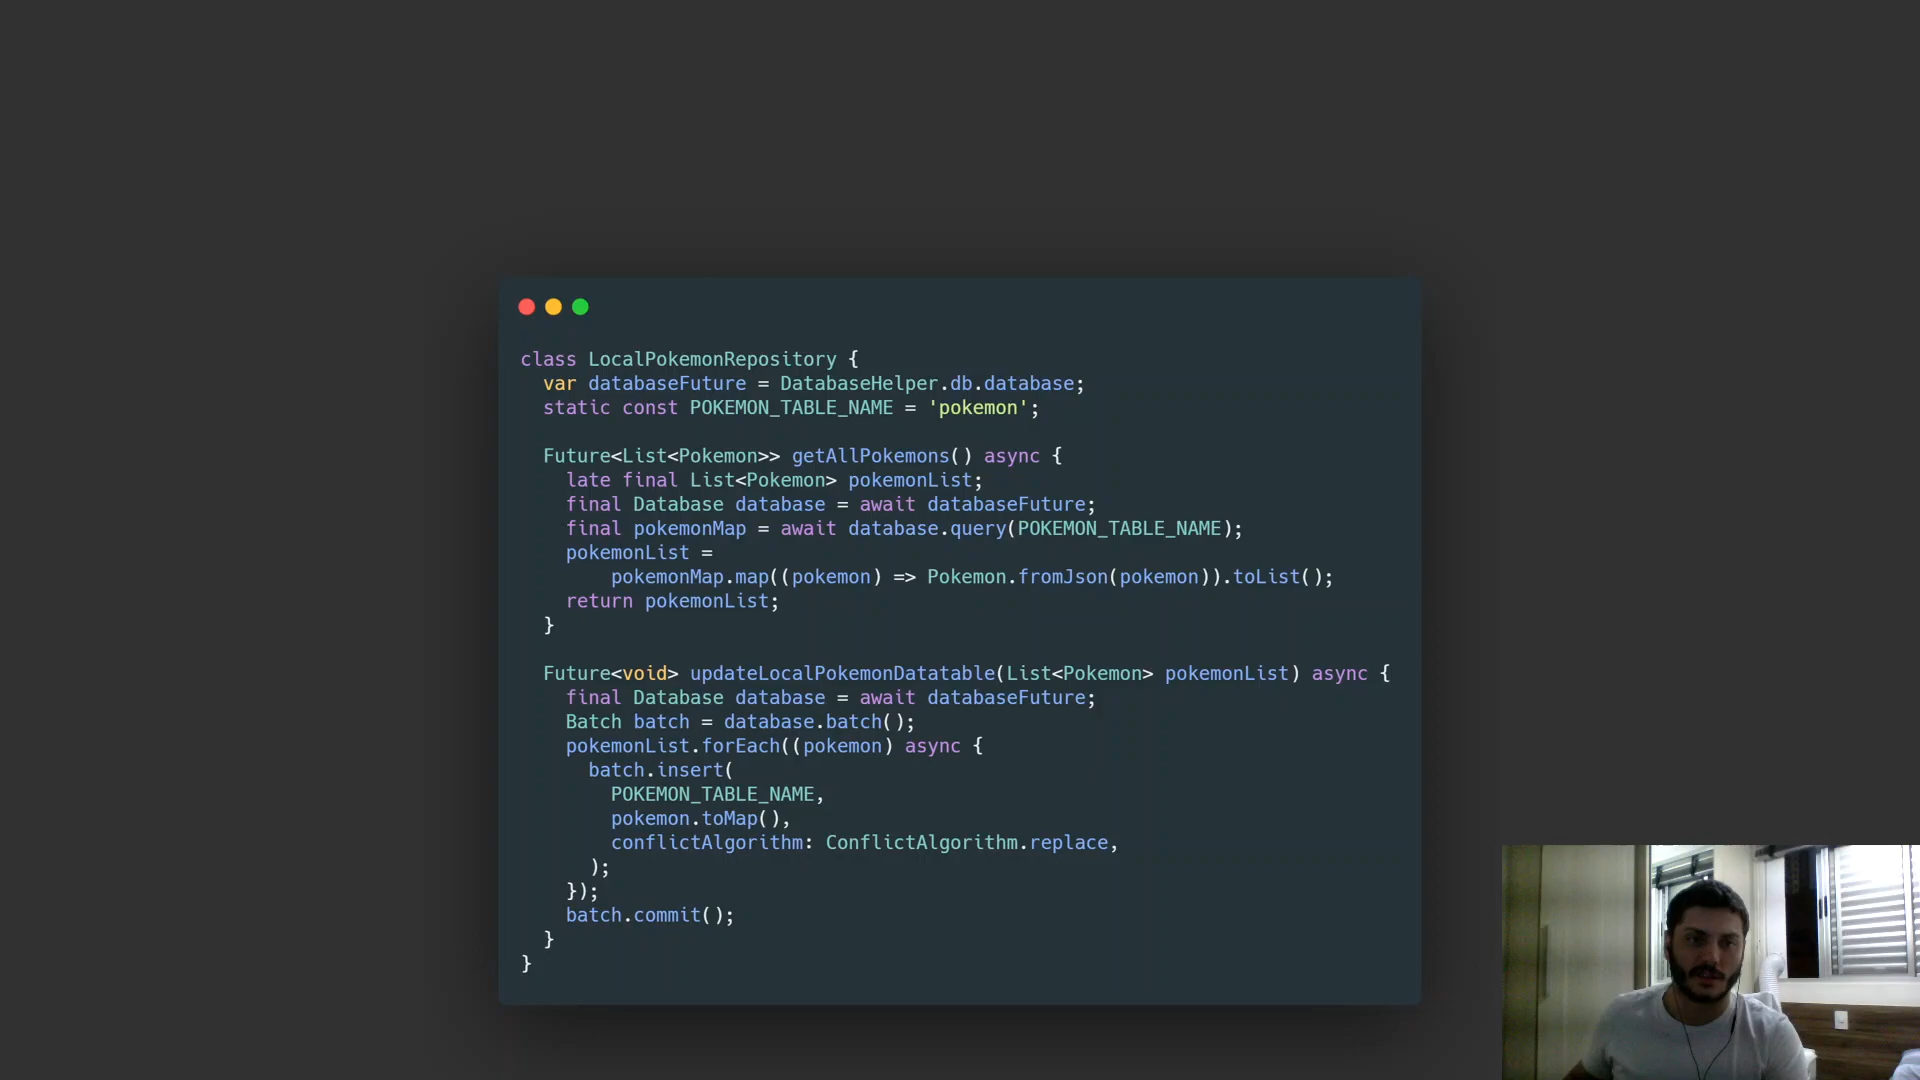 class LocalPokemonRepository {
var databaseFuture = DatabaseHelper.db.database;
static const POKEMON_TABLE_NAME = 'pokemon';
Future<List<Pokemon>> getAllPokemons() async {
late final List<Pokemon> pokemonList;
final Database database = await databaseFuture;
final pokemonMap = await database.query(POKEMON_TABLE_NAME);
pokemonList =
pokemonMap.map((pokemon) => Pokemon.fromJson(pokemon)).toList();
return pokemonList;
}
Future<void> updateLocalPokemonDatatable(List<Pokemon> pokemonList) async {
final Database database = await databaseFuture;
Batch batch = database.batch();
pokemonList.forEach((pokemon) async {
batch.insert(
POKEMON_TABLE_NAME,
pokemon.toMap(),
conflictAlgorithm: ConflictAlgorithm.replace,
);
});
batch.commit();
}
}